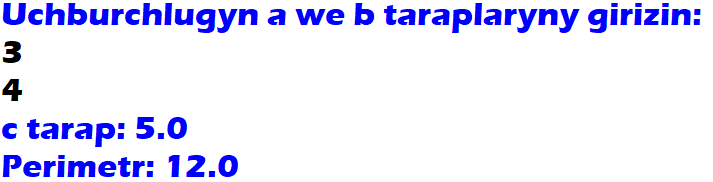 Uchburchlugyn a we b taraplaryny girizin:
3
4
c tarap: 5.0
Perimetr: 12.0